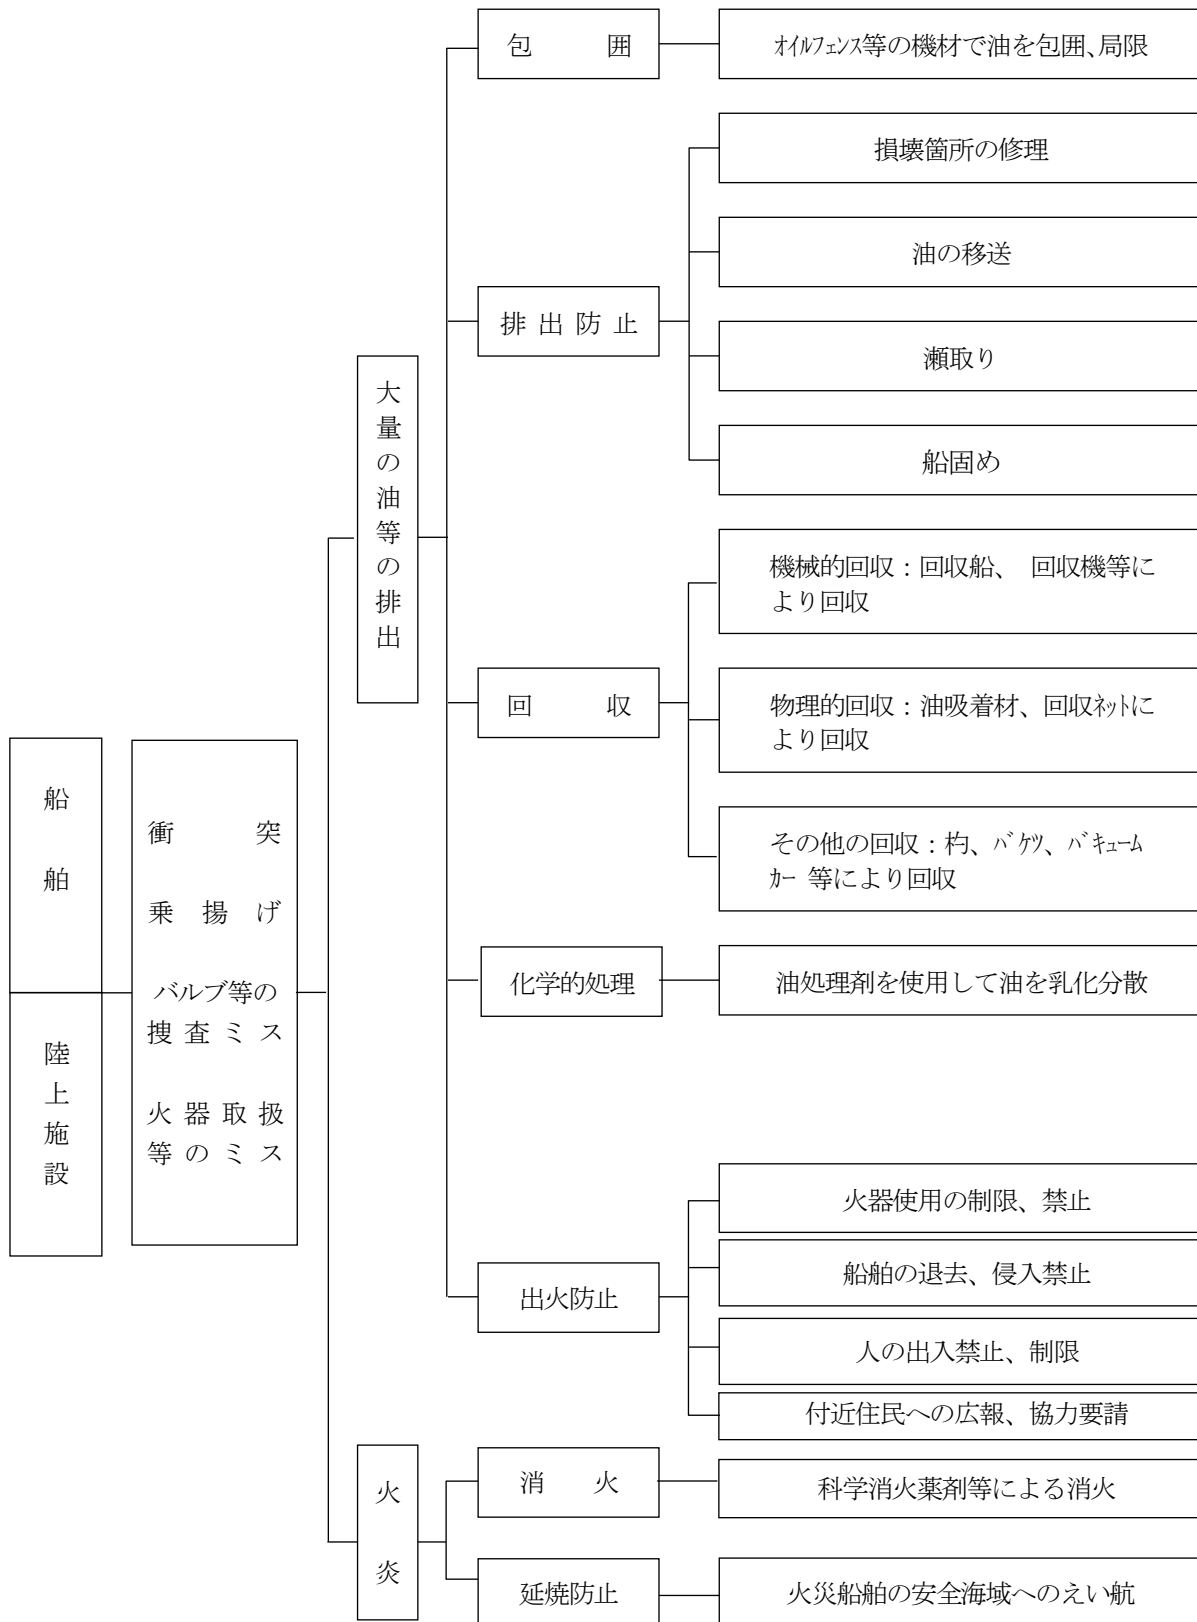 船舶
陸上施設
衝突
乗揚げ
バルブ等の
捜査ミス
火器取扱
等のミス
大量の油等の排出
包囲
ｵｲﾙﾌｪﾝｽ等の機材で油を包囲、局限
排出防止
損壊箇所の修理
油の移送
瀬取り
船固め
回収
機械的回収：回収船、 回収機等に
より回収
物理的回収：油吸着材、回収ﾈｯﾄに
より回収
その他の回収：杓、ﾊﾞｹﾂ、ﾊﾞｷｭｰﾑ
ｶｰ 等により回収
化学的処理
油処理剤を使用して油を乳化分散
出火防止
火器使用の制限、禁止
船舶の退去、侵入禁止
人の出入禁止、制限
付近住民への広報、協力要請
火炎
消火
科学消火薬剤等による消火
延焼防止
火災船舶の安全海域へのえい航